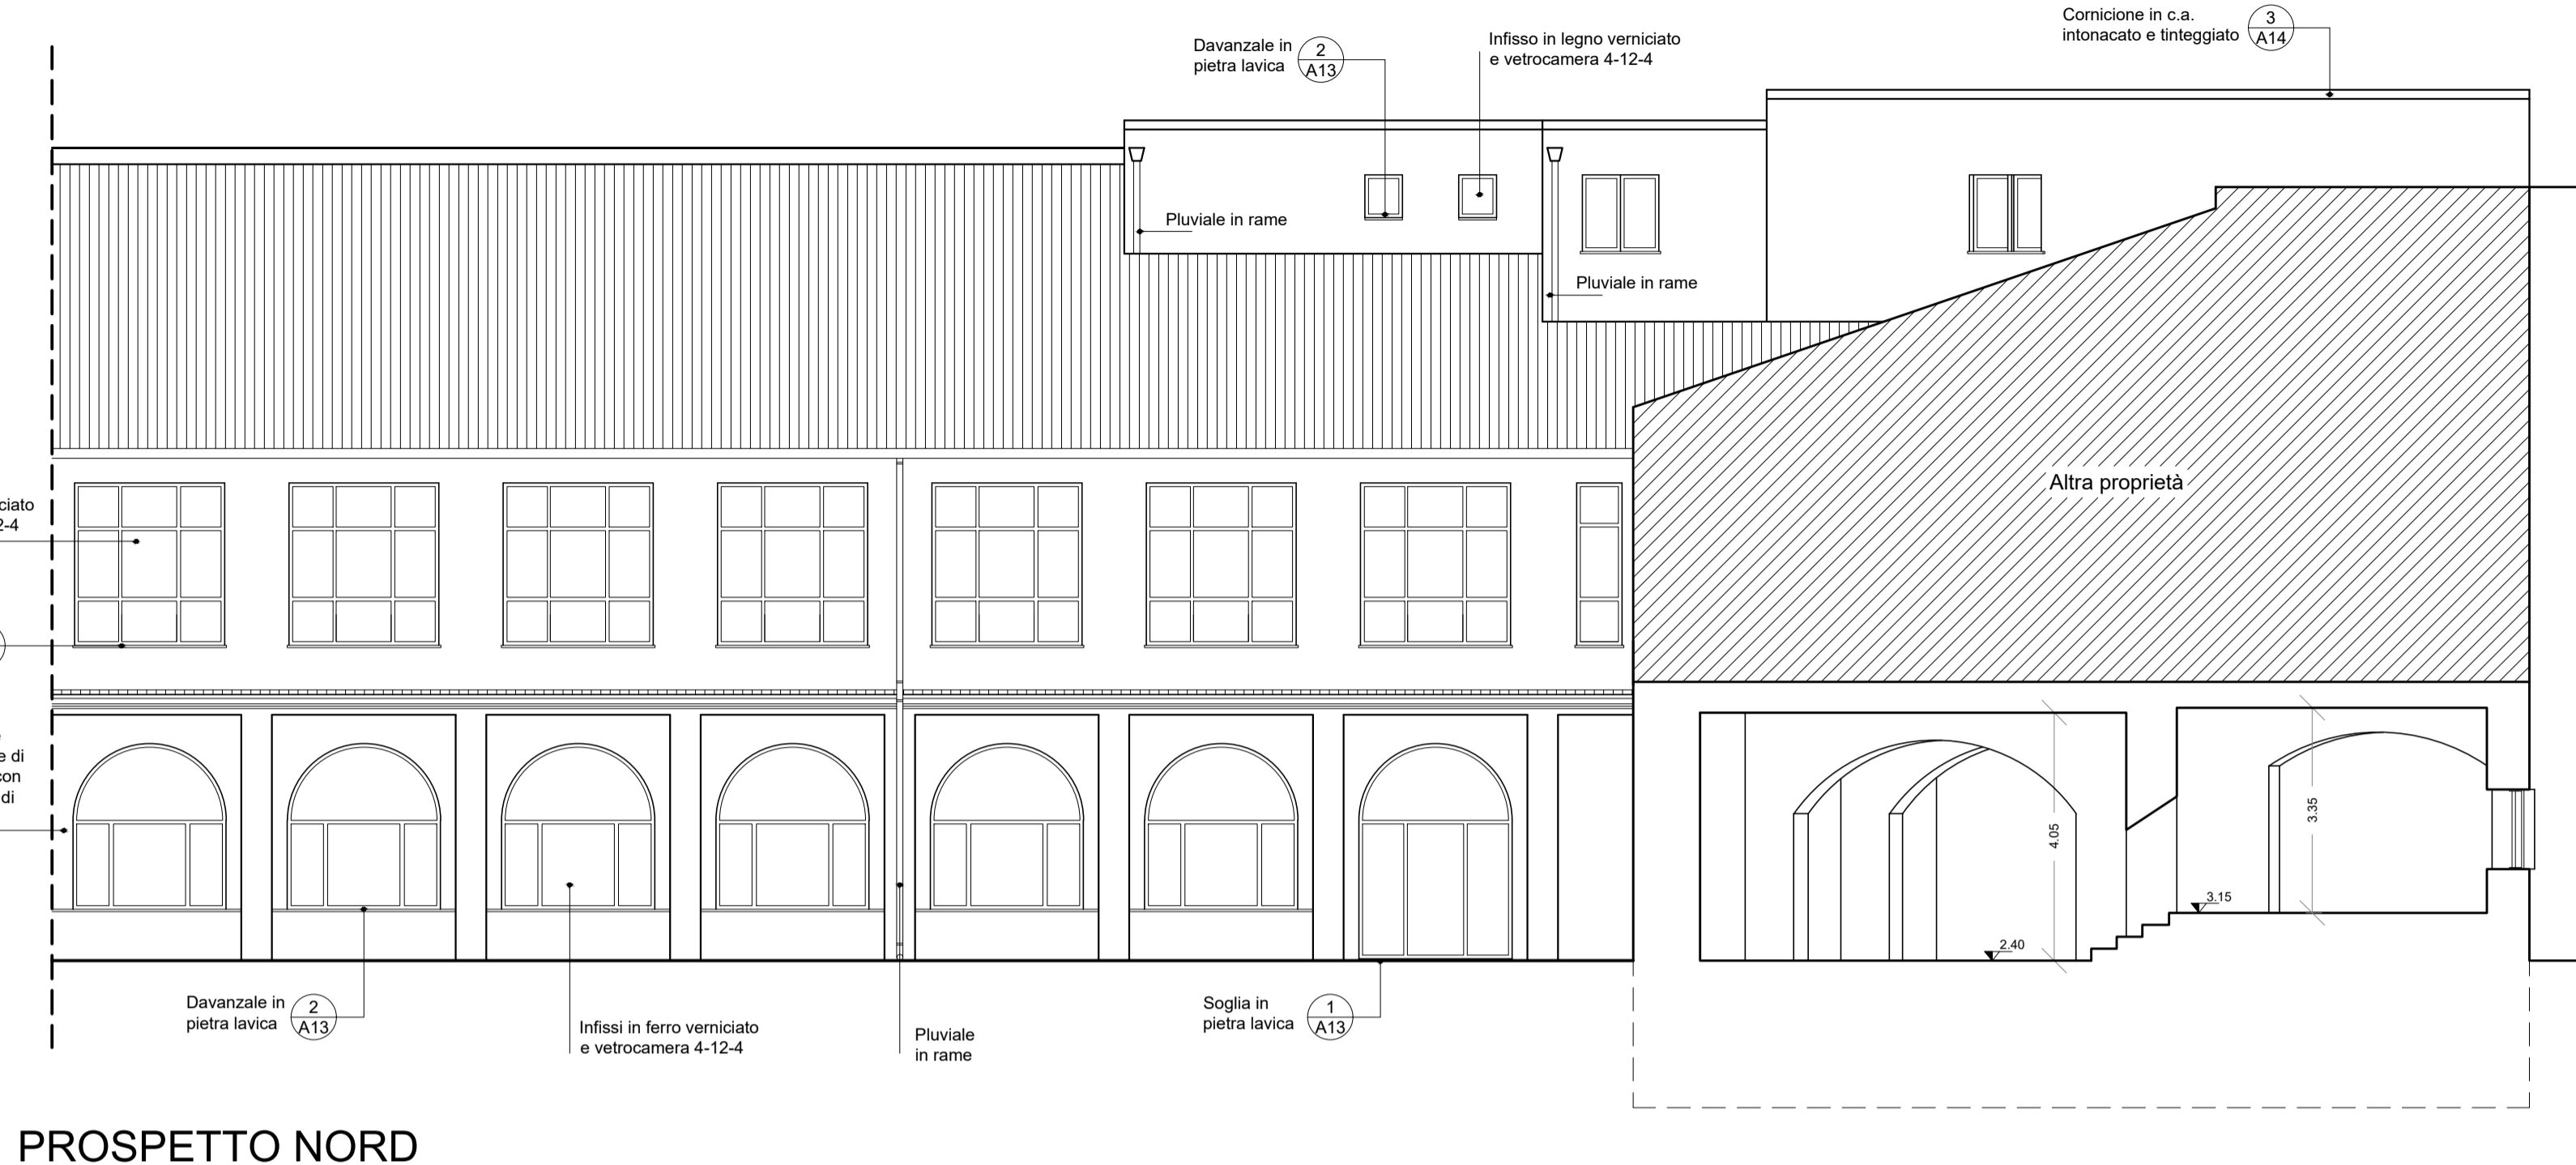 Cornicione in c.a.
intonacato e tinteggiato
3
A14
Davanzale in
pietra lavica
2
A13
Infisso in legno verniciato
e vetrocamera 4-12-4
Pluviale in rame
Pluviale in rame
Altra proprietà
ciato
2-4
e di
con
di
4.05
3.35
3.15
2.40
Davanzale in
pietra lavica
2
A13
Infissi in ferro verniciato
e vetrocamera 4-12-4
Pluviale
in rame
Soglia in
pietra lavica
1
A13
PROSPETTO NORD